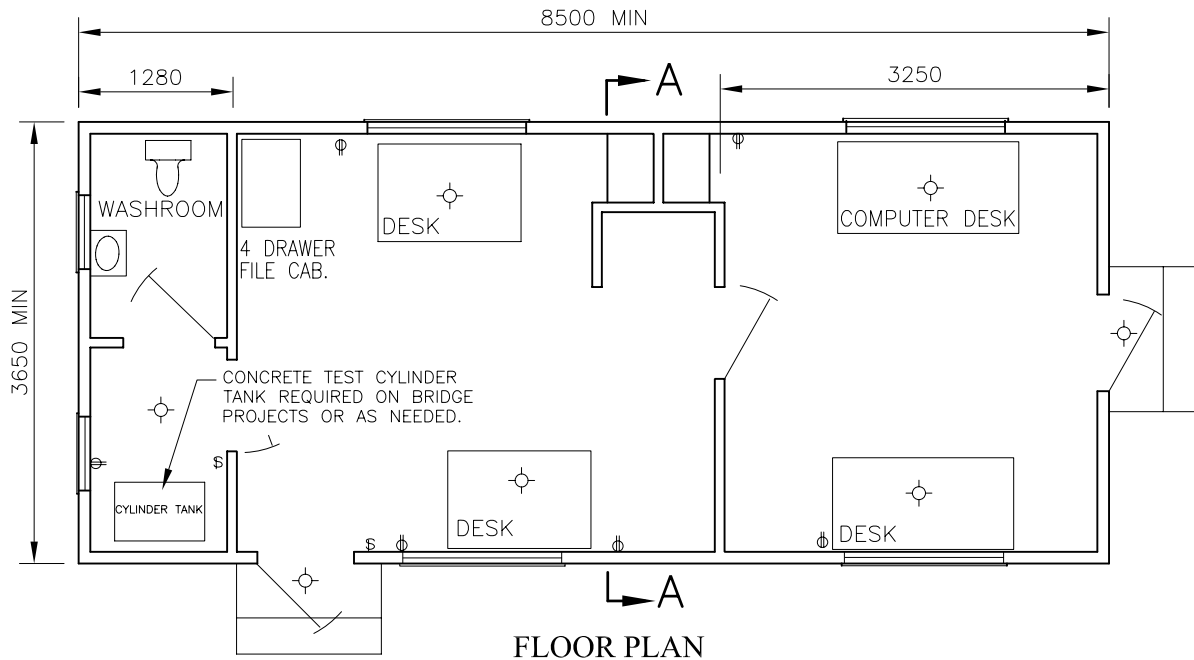 8500 MIN
1280
A
3250
3650 MIN
WASHROOM
DESK
COMPUTER DESK
4 DRAWER
FILE CAB.
CONCRETE TEST CYLINDER
TANK REQUIRED ON BRIDGE
PROJECTS OR AS NEEDED.
$
CYLINDER TANK
DESK
DESK
$
A
FLOOR PLAN